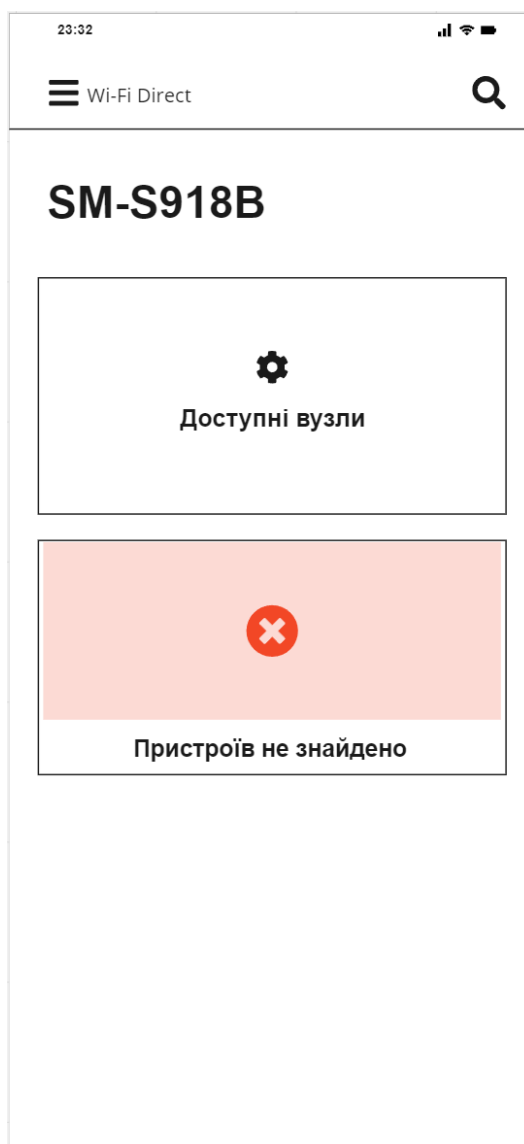 23:32
Wi-Fi Direct
SM-S918B
Доступні вузли
Пристроїв не знайдено